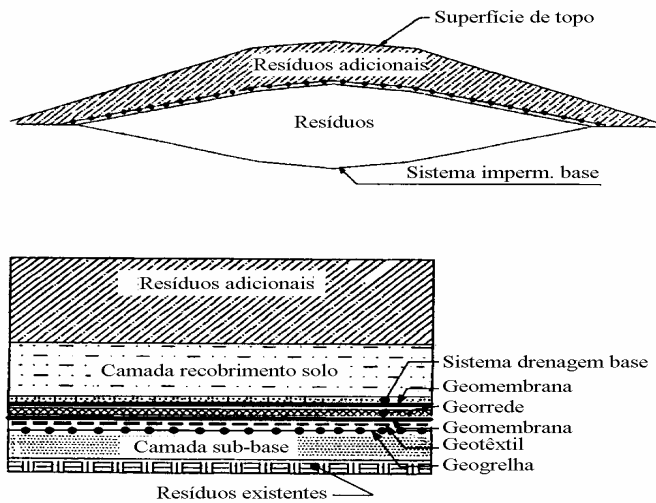 Superfície de topo
Resíduos adicionais
Resíduos
Sistema imperm. base
Resíduos adicionais
Camada recobrimento solo
Sistema drenagem base
Geomembrana
Georrede
Geomembrana
Geotêxtil
Camada sub-base
Geogrelha
Resíduos existentes